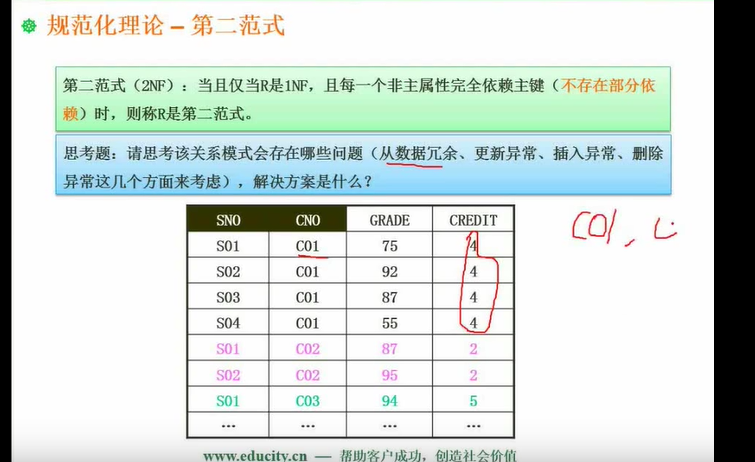 规范化理论 – 第二范式
第二范式（2NF）：当且仅当R是1NF，且每一个非主属性完全依赖主键（不存在部分依
赖）时，则称R是第二范式。
思考题：请思考该关系模式会存在哪些问题（从数据冗余、更新异常、插入异常、删除
异常这几个方面来考虑），解决方案是什么？
SNO CNO GRADE CREDIT
S01 C01 75 4
S02 C01 92 4
S03 C01 87 4
S04 C01 55 4
S01 C02 87 2
S02 C02 95 2
S01 C03 94 5
… … … …
C01,
www.educity.cn — 帮助客户成功，创造社会价值